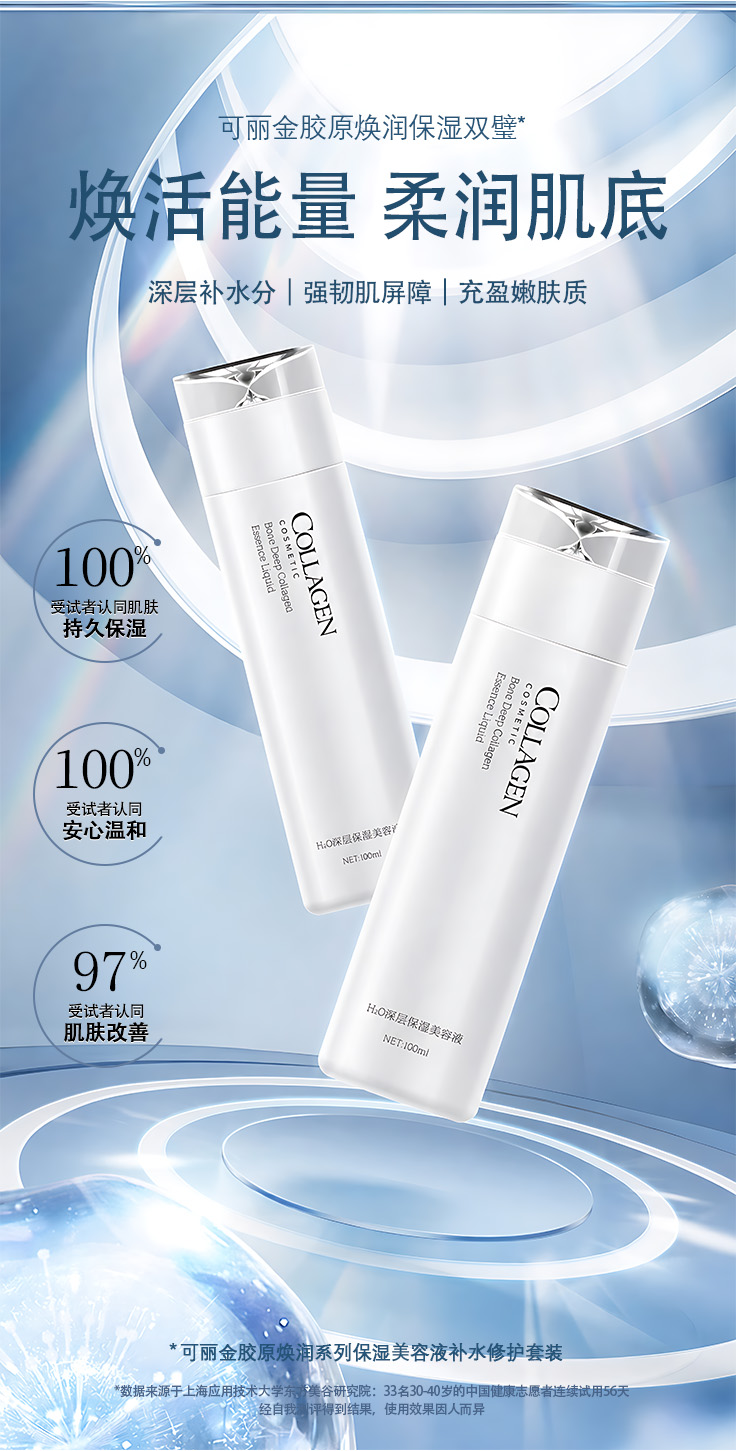 可丽金胶原焕润保湿双璧*
焕活能量 柔润肌底
深层补水分｜强韧肌屏障｜充盈嫩肤质
COLLAGEN
COSMETIC
Bone Deep Collagen
Essence Liquid
H₂O深层保湿美容液
NET:100ml
COLLAGEN
COSMETIC
Bone Deep Collagen
Essence Liquid
H₂O深层保湿美容液
NET:100ml
100%
受试者认同肌肤
持久保湿
100%
受试者认同
安心温和
97%
受试者认同
肌肤改善
*可丽金胶原焕润系列保湿美容液补水修护套装
*数据来源于上海应用技术大学东方美谷研究院：33名30-40岁的中国健康志愿者连续试用56天
经自我测评得到结果，使用效果因人而异